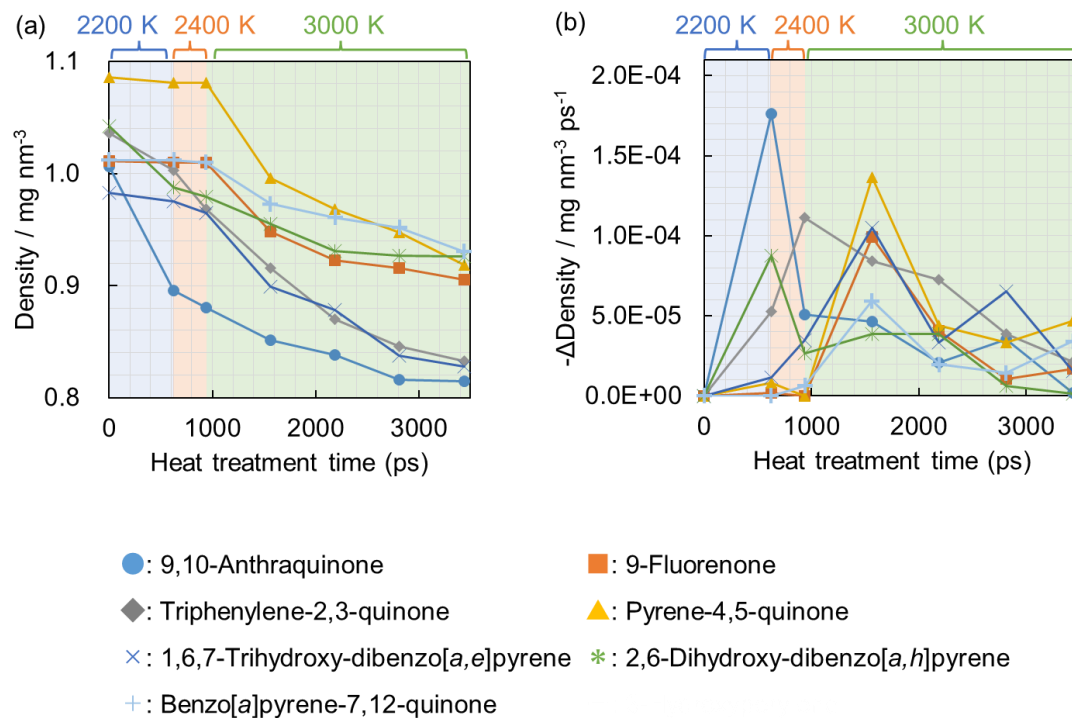 (a)
2200 K 2400 K 3000 K
1.1
1.0
0.9
0.8
Density / mg nm⁻³
0 1000 2000 3000
Heat treatment time (ps)
(b)
2200 K 2400 K 3000 K
2.0E-04
1.5E-04
1.0E-04
5.0E-05
0.0E+00
-ΔDensity / mg nm⁻³ ps⁻¹
0 1000 2000 3000
Heat treatment time (ps)
: 9,10-Anthraquinone
: 9-Fluorenone
: Triphenylene-2,3-quinone
: Pyrene-4,5-quinone
: 1,6,7-Trihydroxy-dibenzo[a,e]pyrene
: 2,6-Dihydroxy-dibenzo[a,h]pyrene
: Benzo[a]pyrene-7,12-quinone